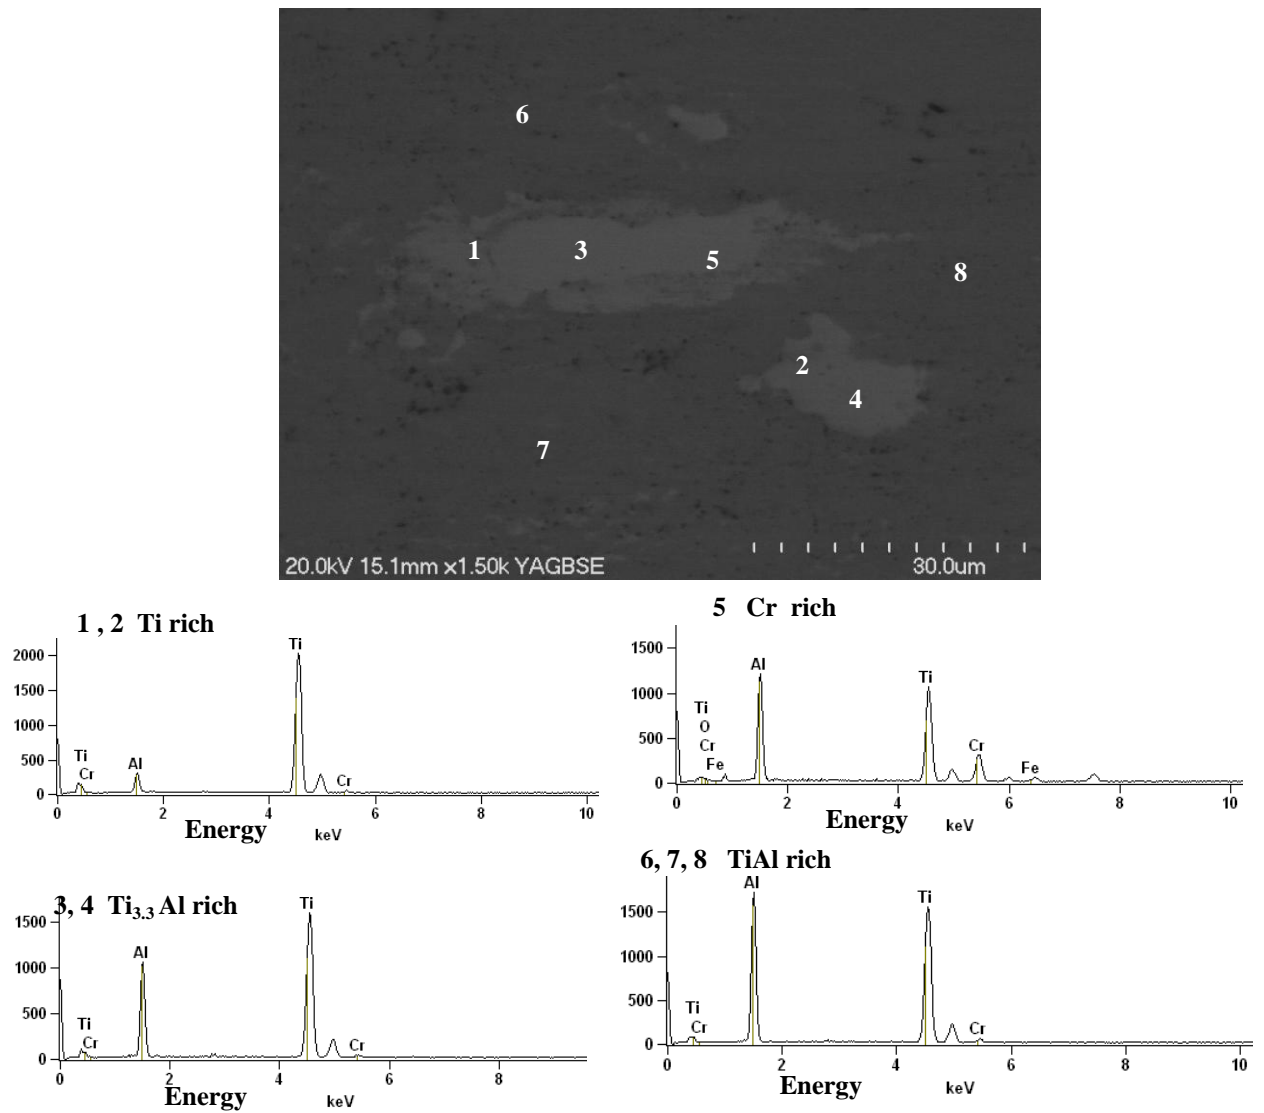 6
1 3 5
8
2
4
7
20.0kV 15.1mm x1.50k YAGBSE 30.0um
1 , 2 Ti rich
2000
1500
1000
500
0
Ti
Cr
Al
Ti
Cr
0 2 4 6 8 10
Energy keV
5 Cr rich
1500
1000
500
0
Ti
O
Cr
Fe
Al
Ti
Cr
Fe
0 2 4 6 8 10
Energy keV
3, 4 Ti3.3 Al rich
1500
1000
500
0
Ti
Cr
Al
Ti
Cr
0 2 4 6 8
Energy keV
6, 7, 8 TiAl rich
1500
1000
500
0
Ti
Cr
Al
Ti
Cr
0 2 4 6 8 10
Energy keV